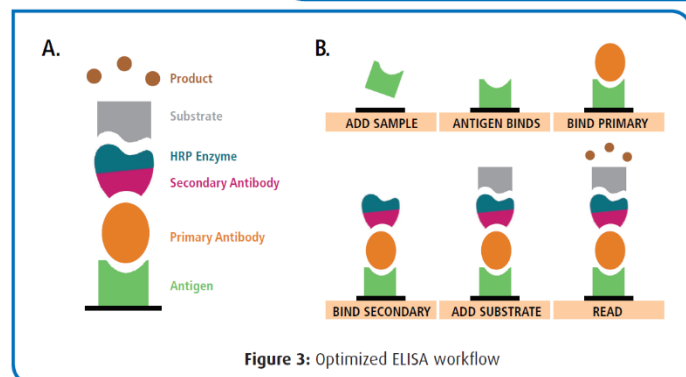 A.
Product
Substrate
HRP Enzyme
Secondary Antibody
Primary Antibody
Antigen
B.
ADD SAMPLE
ANTIGEN BINDS
BIND PRIMARY
BIND SECONDARY
ADD SUBSTRATE
READ
Figure 3: Optimized ELISA workflow